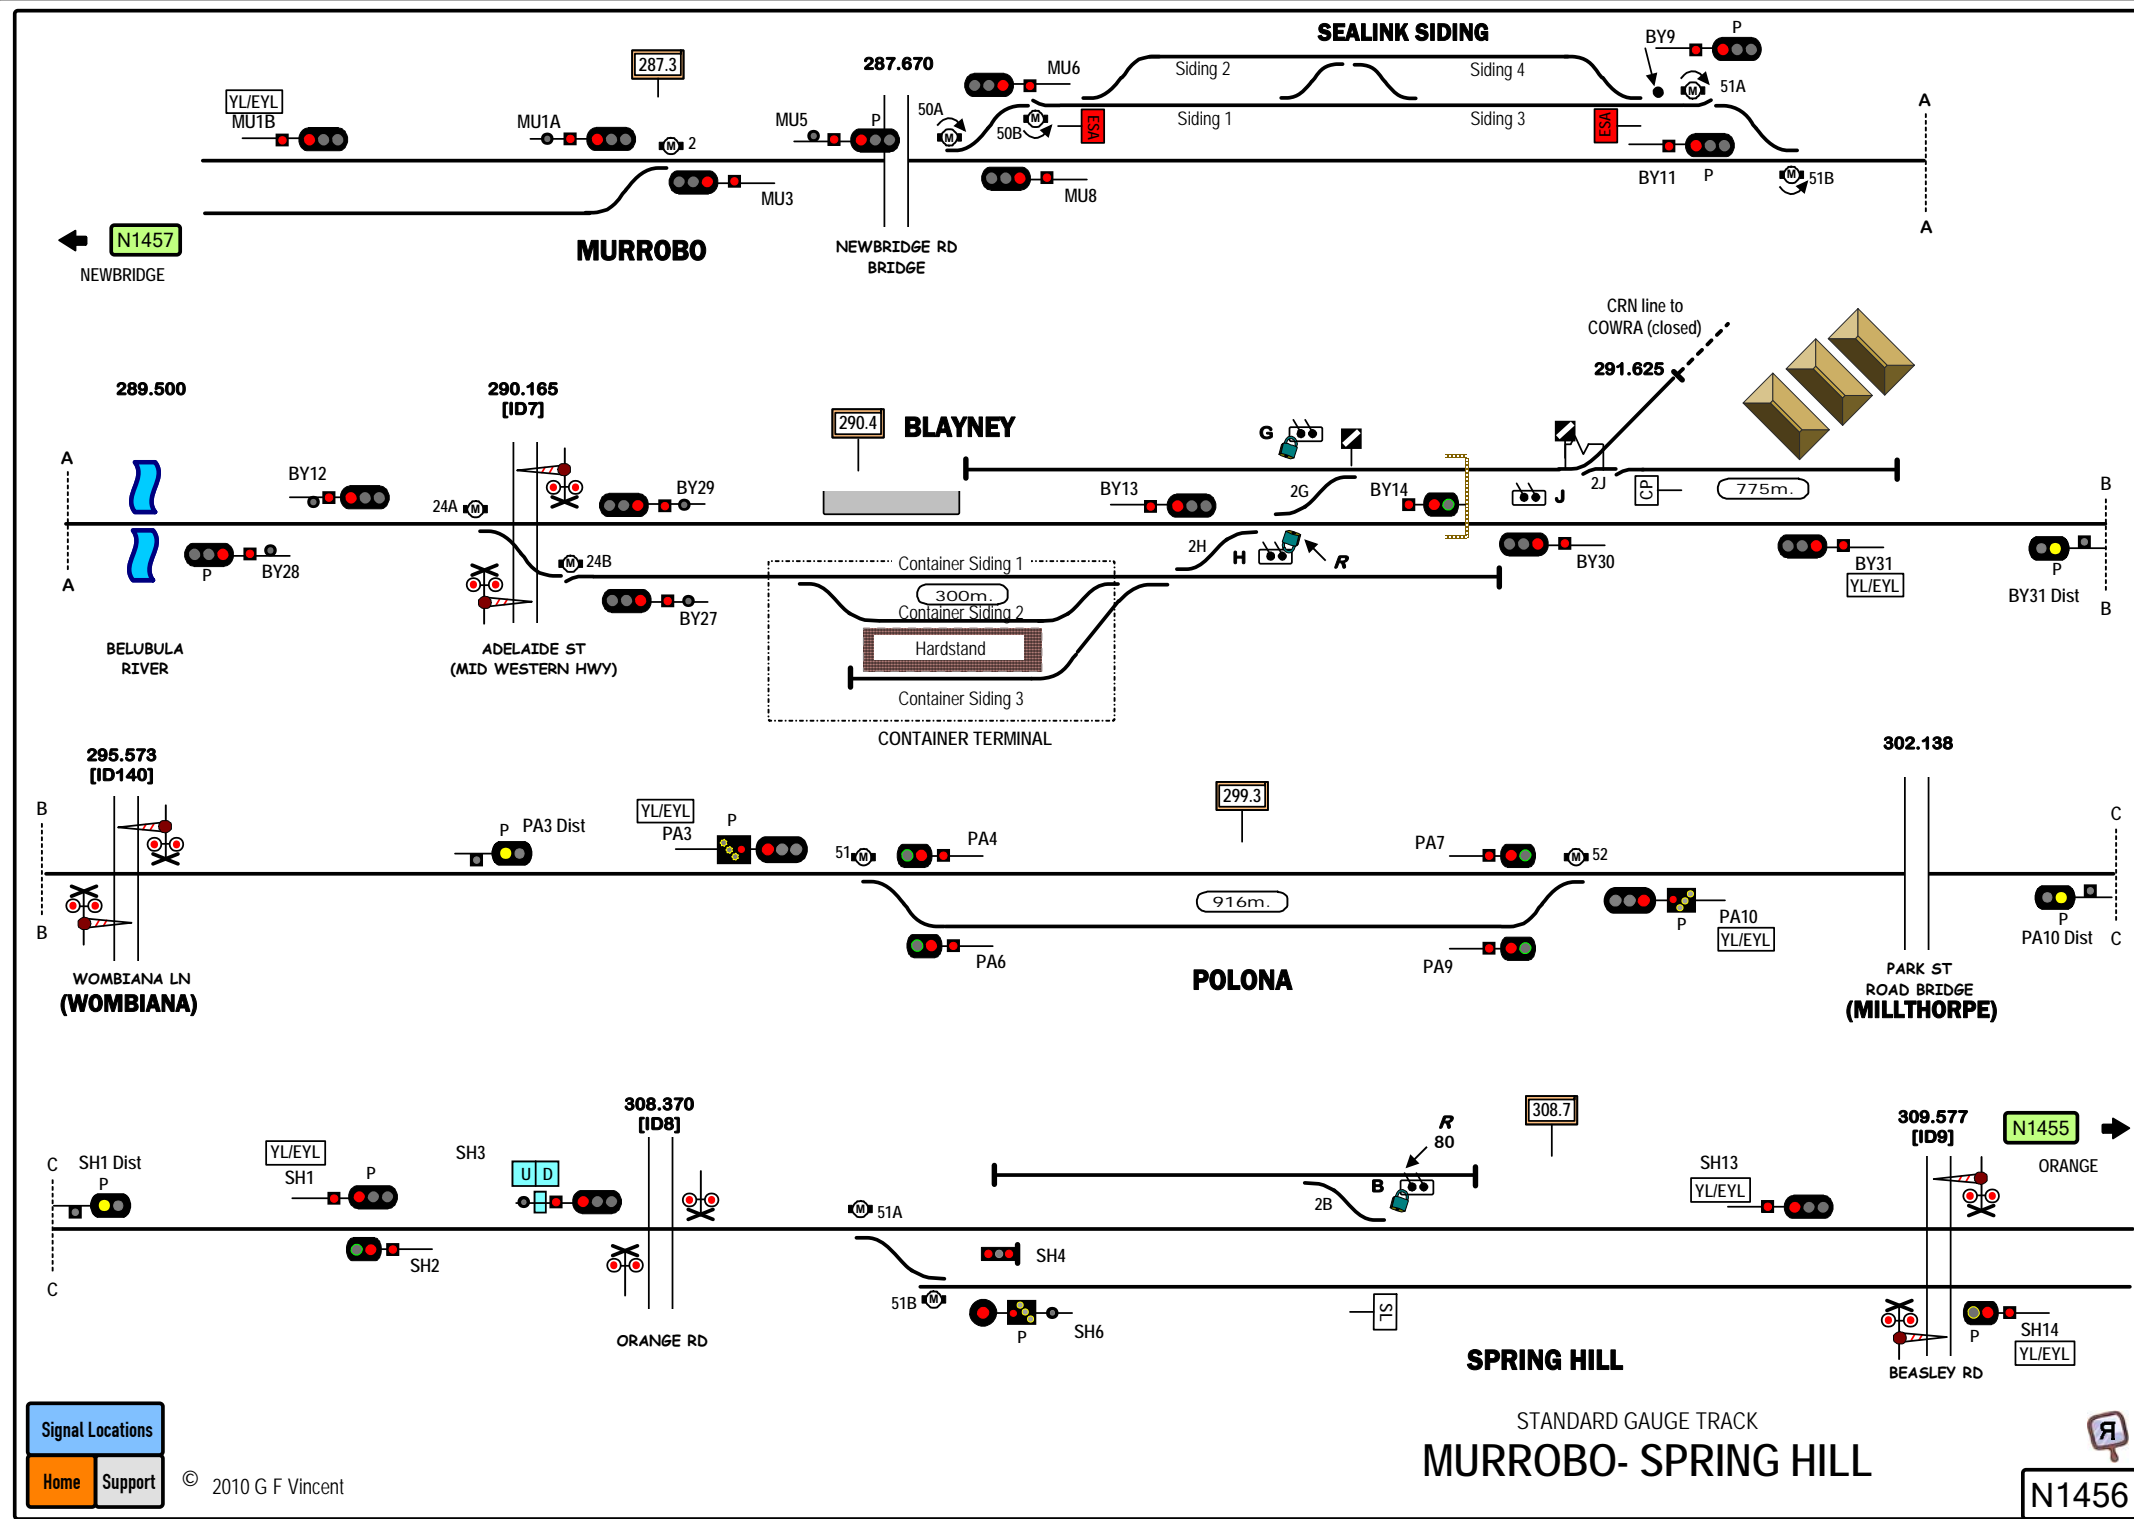 SEALINK SIDING
287.3
287.670
MU6
Siding 2
Siding 4
BY9
P
YL/EYL
MU1B
MU1A
M
2
MU5
P
50A
M
50B
M
ESA
Siding 1
Siding 3
ESA
M
51A
A
MU3
MU8
BY11
P
M
51B
A
N1457
NEWBRIDGE
MURROBO
NEWBRIDGE RD
BRIDGE
CRN line to
COWRA (closed)
291.625
289.500
290.165
[ID7]
290.4
BLAYNEY
G
A
BY12
24A
M
BY29
BY13
2G
BY14
J
2J
CP
775m.
B
A
P
BY28
M
24B
BY27
Container Siding 1
300m.
Container Siding 2
Hardstand
Container Siding 3
CONTAINER TERMINAL
2H
H
R
BY30
BY31
YL/EYL
P
BY31 Dist
B
BELUBULA
RIVER
ADELAIDE ST
(MID WESTERN HWY)
295.573
[ID140]
302.138
B
P
PA3 Dist
YL/EYL
PA3
P
51
M
PA4
299.3
PA7
M
52
C
B
PA6
916m.
PA9
P
PA10
YL/EYL
P
PA10 Dist
C
WOMBIANA LN
(WOMBIANA)
POLONA
PARK ST
ROAD BRIDGE
(MILLTHORPE)
308.370
[ID8]
308.7
309.577
[ID9]
N1455
ORANGE
C
SH1 Dist
P
YL/EYL
SH1
P
SH3
U D
M
51A
R
80
B
2B
SH13
YL/EYL
SH2
SH4
C
51B
M
P
SH6
SL
P
SH14
YL/EYL
ORANGE RD
SPRING HILL
BEASLEY RD
Signal Locations
Home
Support
© 2010 G F Vincent
STANDARD GAUGE TRACK
MURROBO- SPRING HILL
Я
N1456